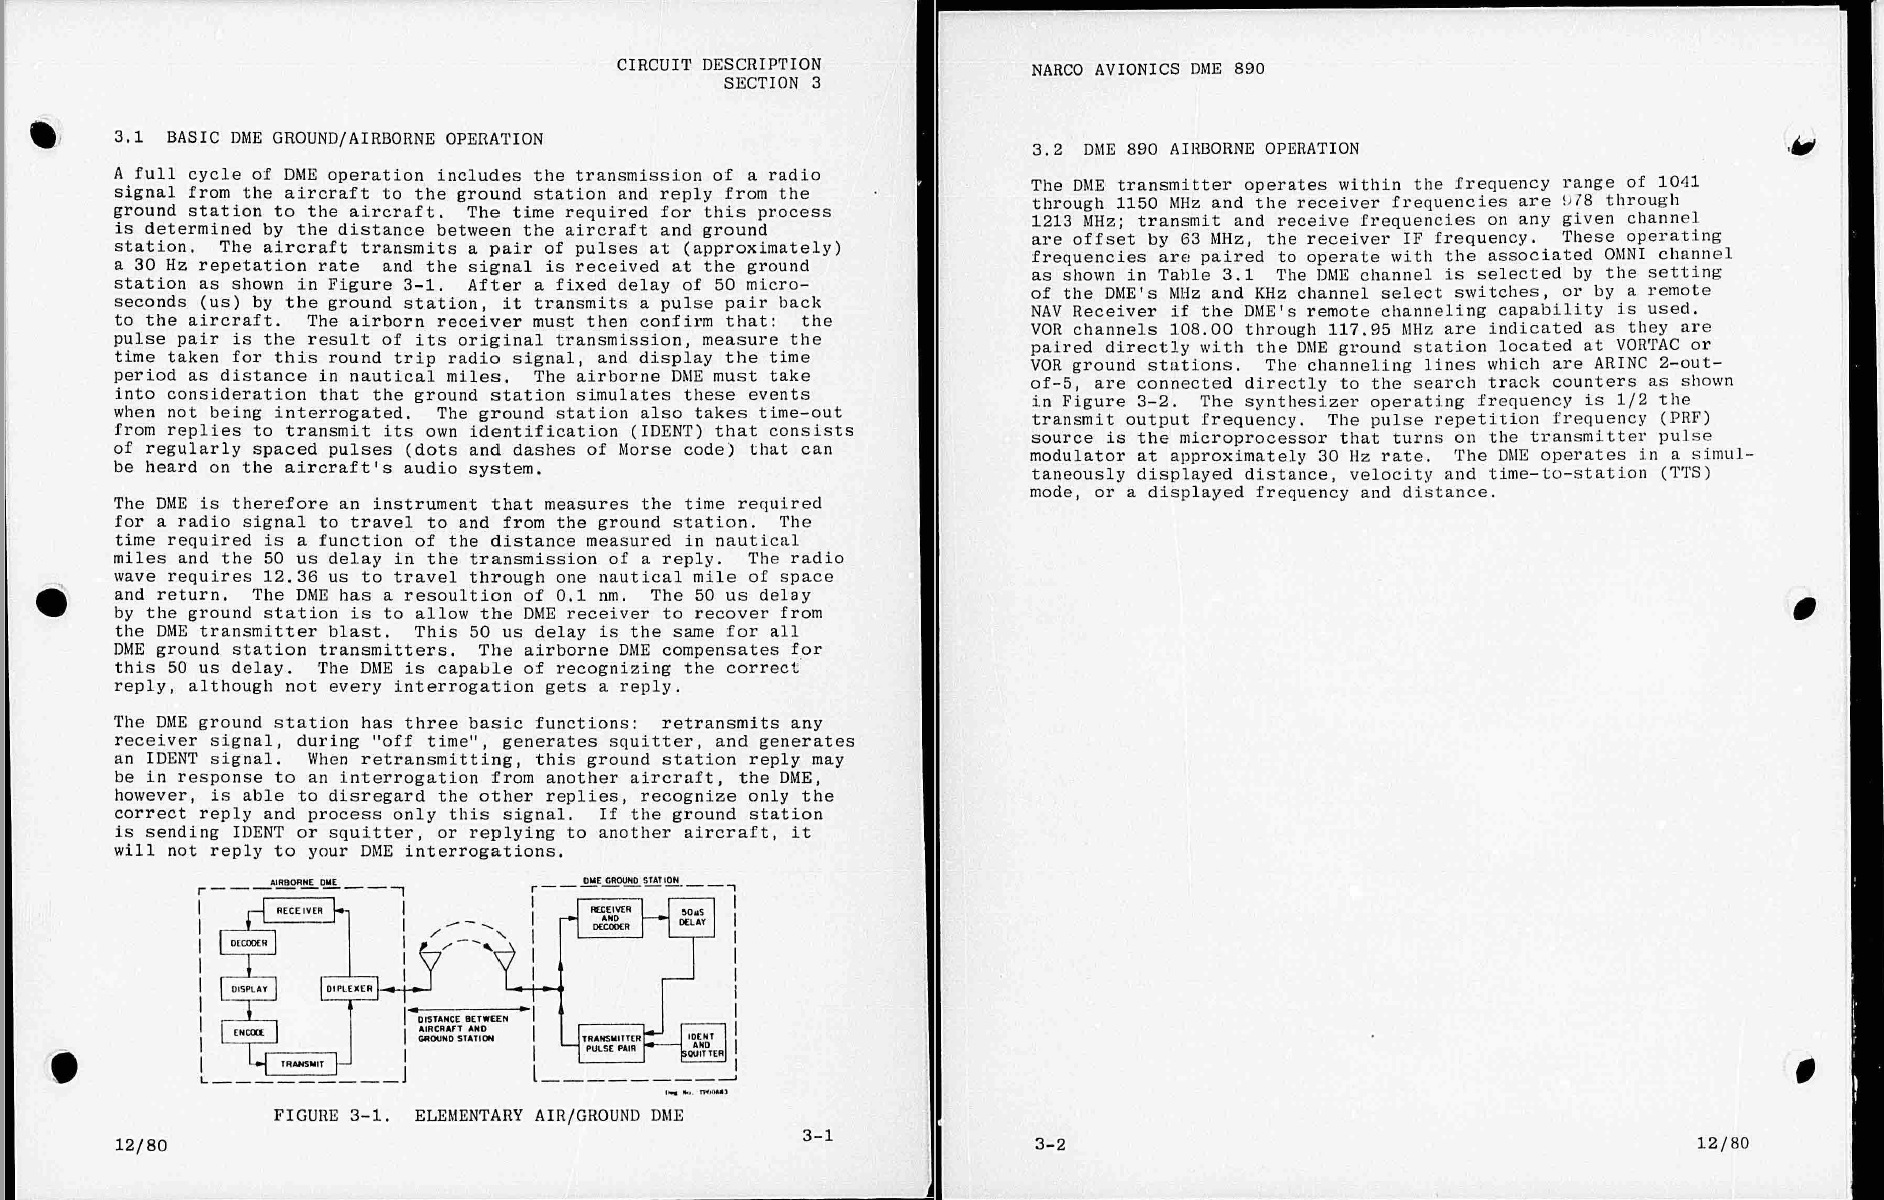 CIRCUIT DESCRIPTION
SECTION 3
3.1 BASIC DME GROUND/AIRBORNE OPERATION
A full cycle of DME operation includes the transmission of a radio
signal from the aircraft to the ground station and reply from the
ground station to the aircraft. The time required for this process
is determined by the distance between the aircraft and ground
station. The aircraft transmits a pair of pulses at (approximately)
a 30 Hz repetation rate and the signal is received at the ground
station as shown in Figure 3-1. After a fixed delay of 50 micro-
seconds (us) by the ground station, it transmits a pulse pair back
to the aircraft. The airborn receiver must then confirm that: the
pulse pair is the result of its original transmission, measure the
time taken for this round trip radio signal, and display the time
period as distance in nautical miles. The airborne DME must take
into consideration that the ground station simulates these events
when not being interrogated. The ground station also takes time-out
from replies to transmit its own identification (IDENT) that consists
of regularly spaced pulses (dots and dashes of Morse code) that can
be heard on the aircraft's audio system.
The DME is therefore an instrument that measures the time required
for a radio signal to travel to and from the ground station. The
time required is a function of the distance measured in nautical
miles and the 50 us delay in the transmission of a reply. The radio
wave requires 12.36 us to travel through one nautical mile of space
and return. The DME has a resoultion of 0.1 nm. The 50 us delay
by the ground station is to allow the DME receiver to recover from
the DME transmitter blast. This 50 us delay is the same for all
DME ground station transmitters. The airborne DME compensates for
this 50 us delay. The DME is capable of recognizing the correct
reply, although not every interrogation gets a reply.
The DME ground station has three basic functions: retransmits any
receiver signal, during "off time", generates squitter, and generates
an IDENT signal. When retransmitting, this ground station reply may
be in response to an interrogation from another aircraft, the DME,
however, is able to disregard the other replies, recognize only the
correct reply and process only this signal. If the ground station
is sending IDENT or squitter, or replying to another aircraft, it
will not reply to your DME interrogations.
AIRBORNE DME
RECEIVER
DECODER
DISPLAY
DIPLEXER
ENCODE
TRANSMIT
DISTANCE BETWEEN
AIRCRAFT AND
GROUND STATION
DME GROUND STATION
RECEIVER
AND
DECODER
50uS
DELAY
TRANSMITTER
PULSE PAIR
IDENT
AND
SQUITTER
Dwg No.
FIGURE 3-1. ELEMENTARY AIR/GROUND DME
12/80
3-1
NARCO AVIONICS DME 890
3.2 DME 890 AIRBORNE OPERATION
The DME transmitter operates within the frequency range of 1041
through 1150 MHz and the receiver frequencies are 978 through
1213 MHz; transmit and receive frequencies on any given channel
are offset by 63 MHz, the receiver IF frequency. These operating
frequencies are paired to operate with the associated OMNI channel
as shown in Table 3.1 The DME channel is selected by the setting
of the DME's MHz and KHz channel select switches, or by a remote
NAV Receiver if the DME's remote channeling capability is used.
VOR channels 108.00 through 117.95 MHz are indicated as they are
paired directly with the DME ground station located at VORTAC or
VOR ground stations. The channeling lines which are ARINC 2-out-
of-5, are connected directly to the search track counters as shown
in Figure 3-2. The synthesizer operating frequency is 1/2 the
transmit output frequency. The pulse repetition frequency (PRF)
source is the microprocessor that turns on the transmitter pulse
modulator at approximately 30 Hz rate. The DME operates in a simul-
taneously displayed distance, velocity and time-to-station (TTS)
mode, or a displayed frequency and distance.
3-2
12/80